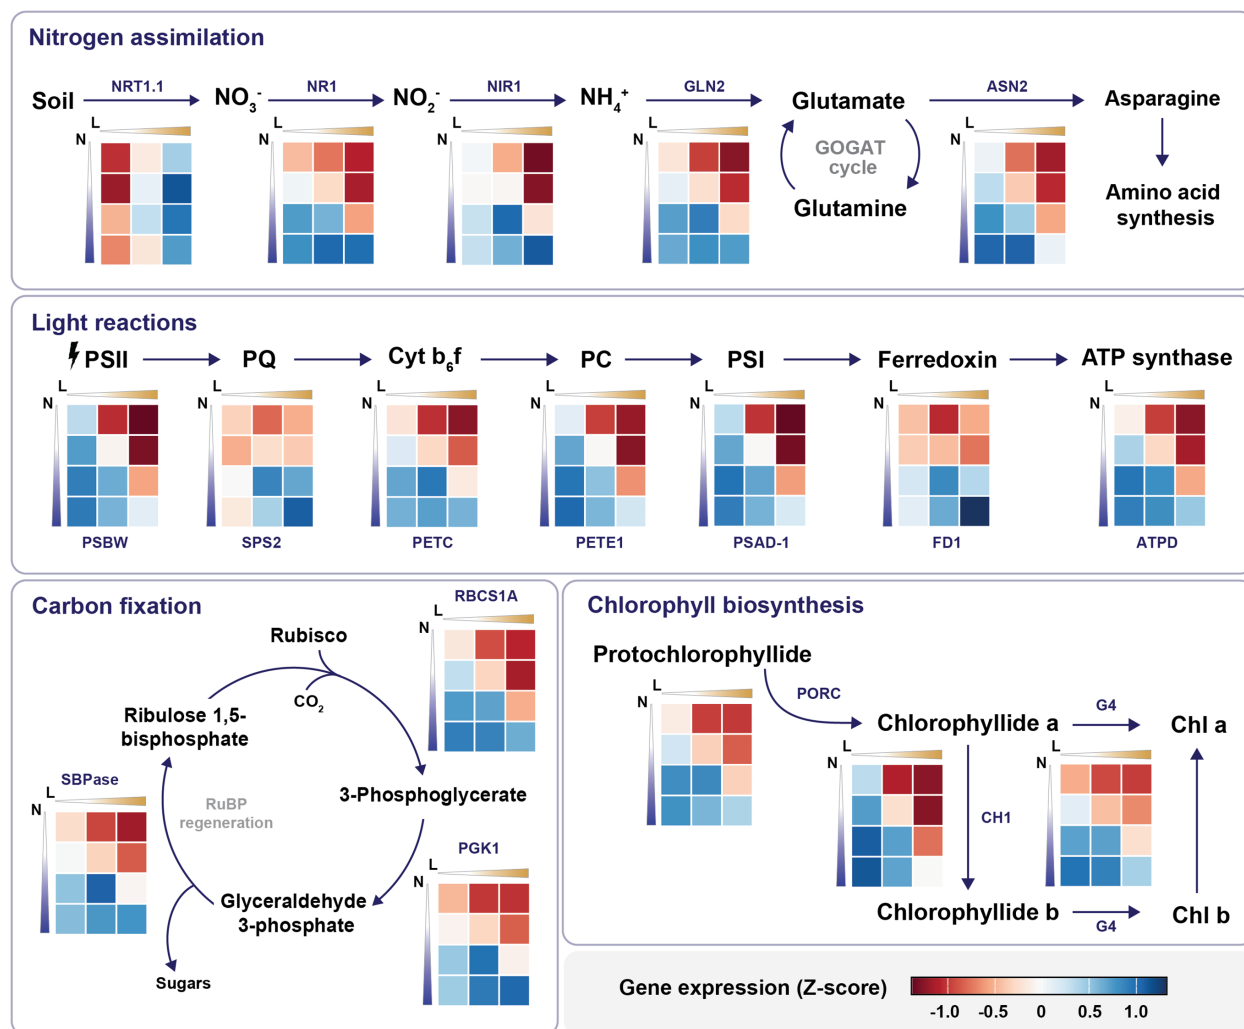 Nitrogen assimilation
NRT1.1
NR1
NIR1
GLN2
ASN2
Soil
NO3-
NO2-
NH4+
Glutamate
Asparagine
L
N
L
N
L
N
L
N
L
N
GOGAT
cycle
Glutamine
Amino acid
synthesis
Light reactions
PSII
PQ
Cyt b6f
PC
PSI
Ferredoxin
ATP synthase
L
N
L
N
L
N
L
N
L
N
L
N
L
N
PSBW
SPS2
PETC
PETE1
PSAD-1
FD1
ATPD
Carbon fixation
RBCS1A
L
N
Rubisco
CO2
Ribulose 1,5-
bisphosphate
SBPase
L
N
RuBP
regeneration
3-Phosphoglycerate
PGK1
L
N
Glyceraldehyde
3-phosphate
Sugars
Chlorophyll biosynthesis
Protochlorophyllide
L
N
PORC
Chlorophyllide a
G4
Chl a
L
N
L
N
CH1
Chlorophyllide b
G4
Chl b
Gene expression (Z-score)
-1.0
-0.5
0
0.5
1.0